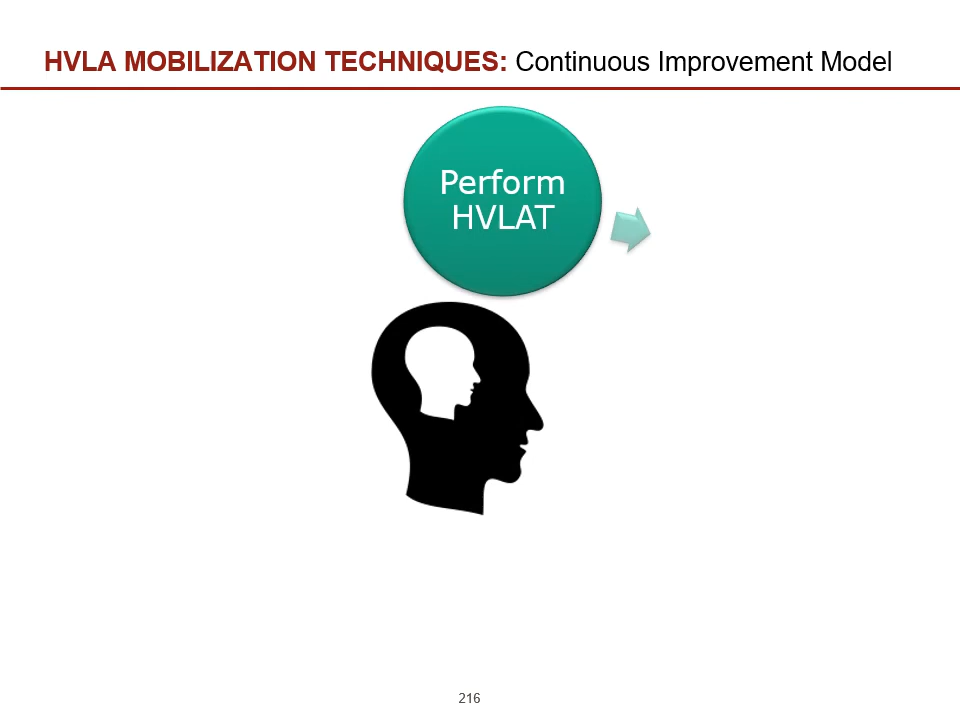 HVLA MOBILIZATION TECHNIQUES: Continuous Improvement Model
Perform
HVLAT
216